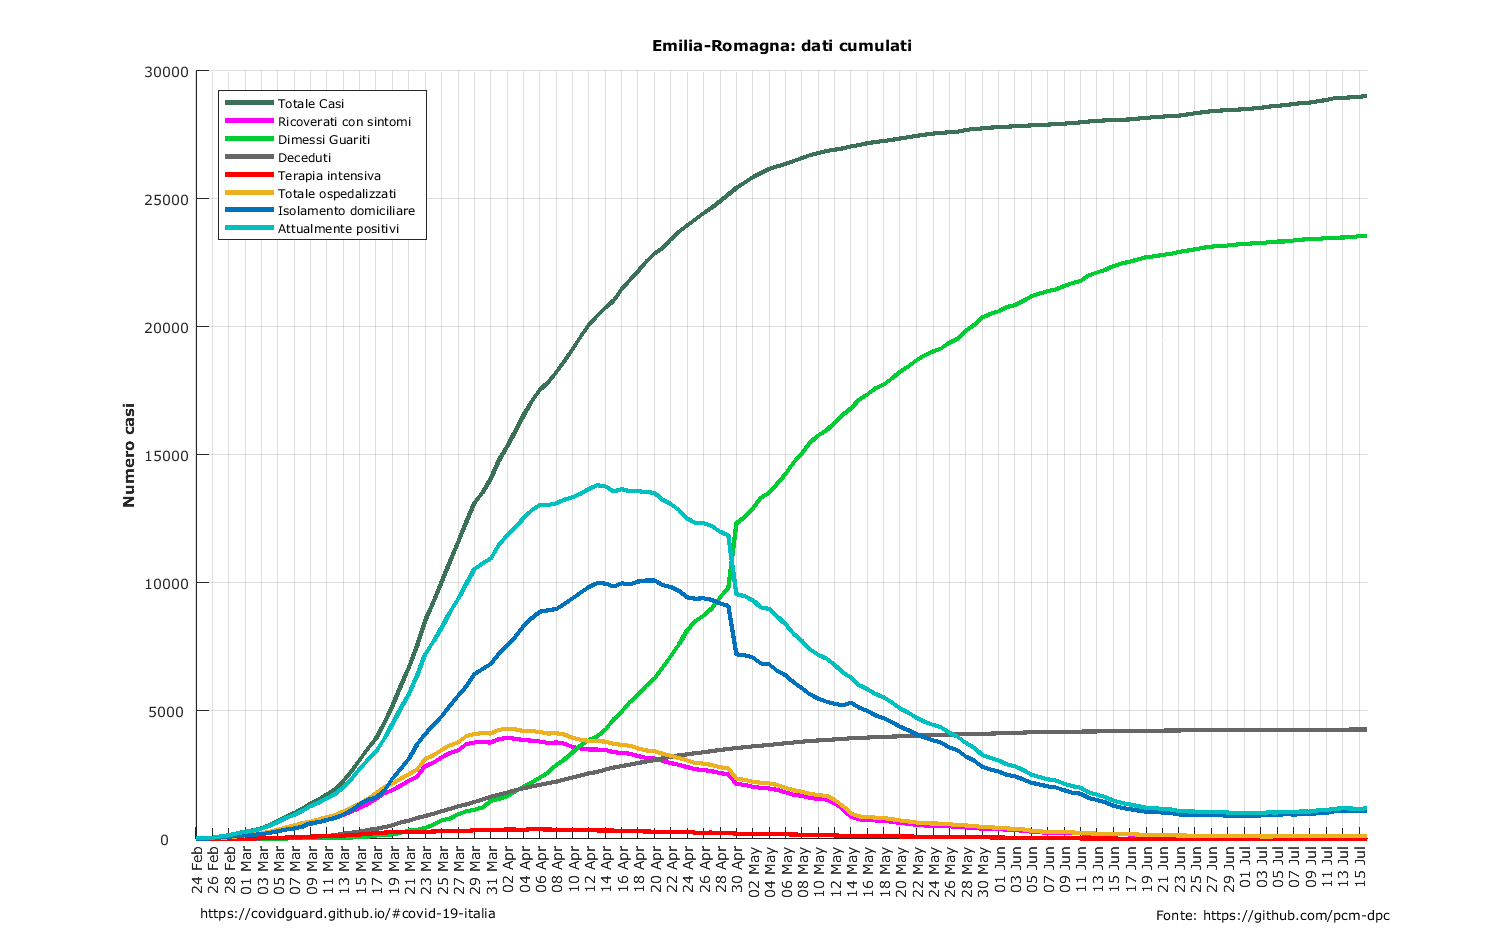 Emilia-Romagna: dati cumulati
30000
25000
20000
15000
10000
5000
0
Numero casi
Totale Casi
Ricoverati con sintomi
Dimessi Guariti
Deceduti
Terapia intensiva
Totale ospedalizzati
Isolamento domiciliare
Attualmente positivi
24 Feb
26 Feb
28 Feb
01 Mar
03 Mar
05 Mar
07 Mar
09 Mar
11 Mar
13 Mar
15 Mar
17 Mar
19 Mar
21 Mar
23 Mar
25 Mar
27 Mar
29 Mar
31 Mar
02 Apr
04 Apr
06 Apr
08 Apr
10 Apr
12 Apr
14 Apr
16 Apr
18 Apr
20 Apr
22 Apr
24 Apr
26 Apr
28 Apr
30 Apr
02 May
04 May
06 May
08 May
10 May
12 May
14 May
16 May
18 May
20 May
22 May
24 May
26 May
28 May
30 May
01 Jun
03 Jun
05 Jun
07 Jun
09 Jun
11 Jun
13 Jun
15 Jun
17 Jun
19 Jun
21 Jun
23 Jun
25 Jun
27 Jun
29 Jun
01 Jul
03 Jul
05 Jul
07 Jul
09 Jul
11 Jul
13 Jul
15 Jul
https://covidguard.github.io/#covid-19-italia
Fonte: https://github.com/pcm-dpc